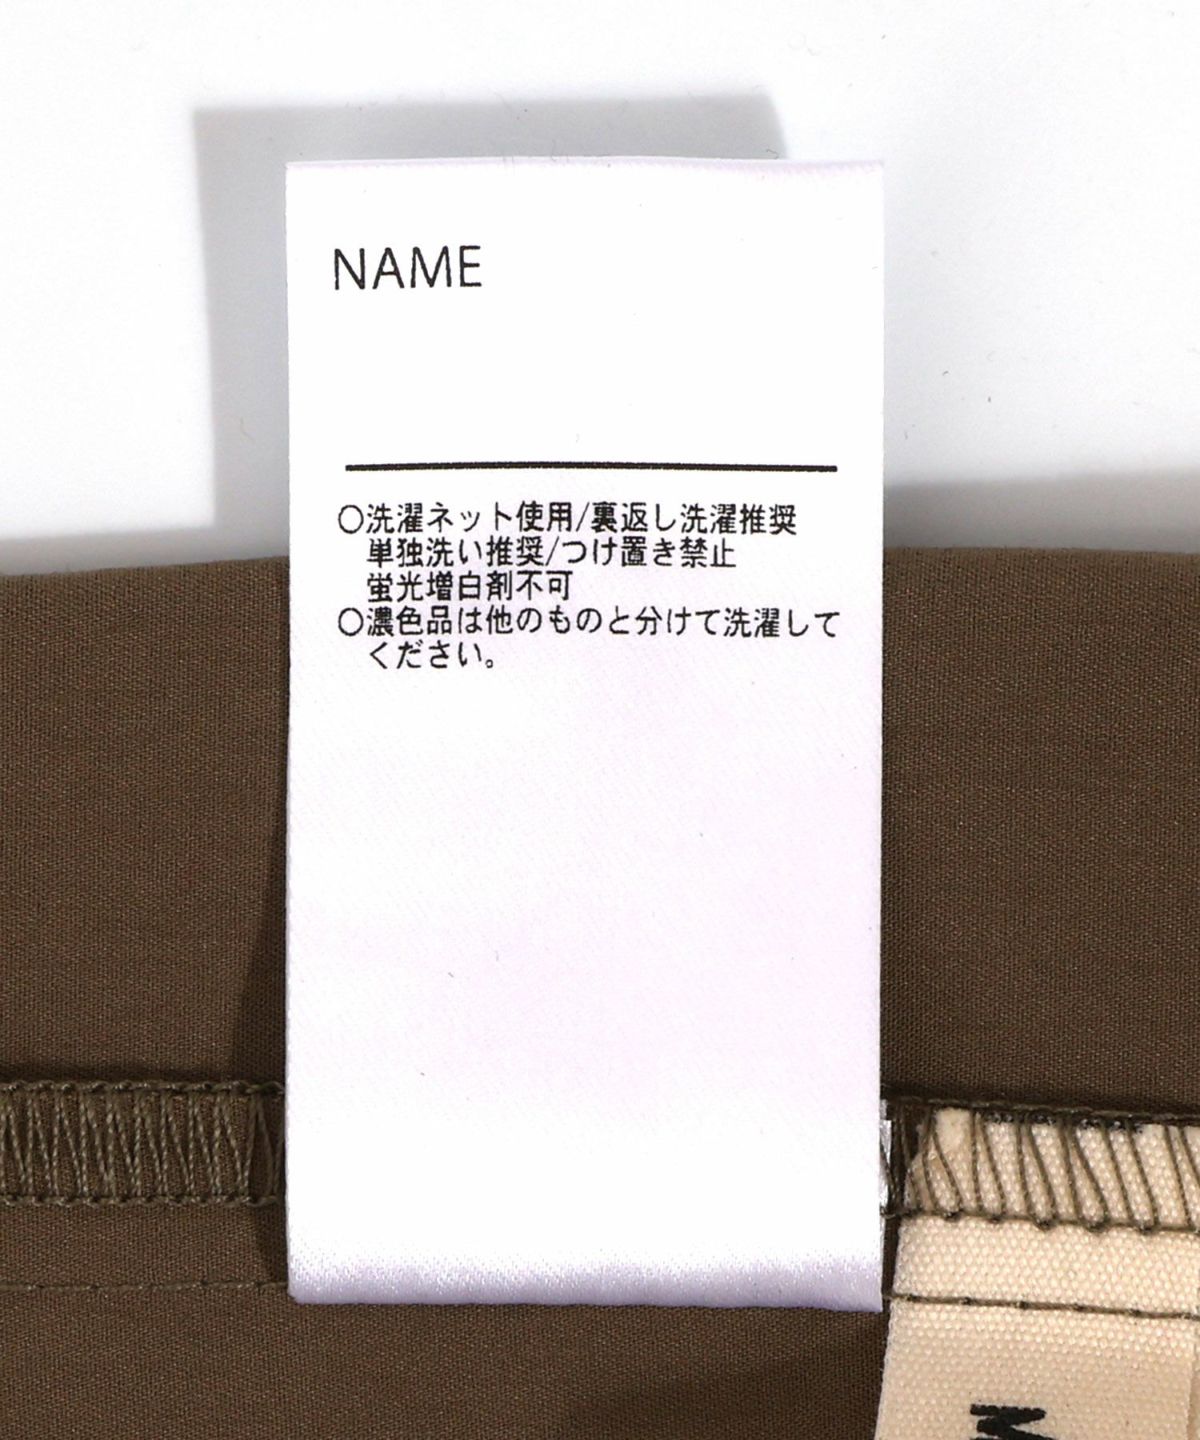 NAME
○洗濯ネット使用/裏返し洗濯推奨
単独洗い推奨/つけ置き禁止
蛍光増白剤不可
○濃色品は他のものと分けて洗濯して
ください。